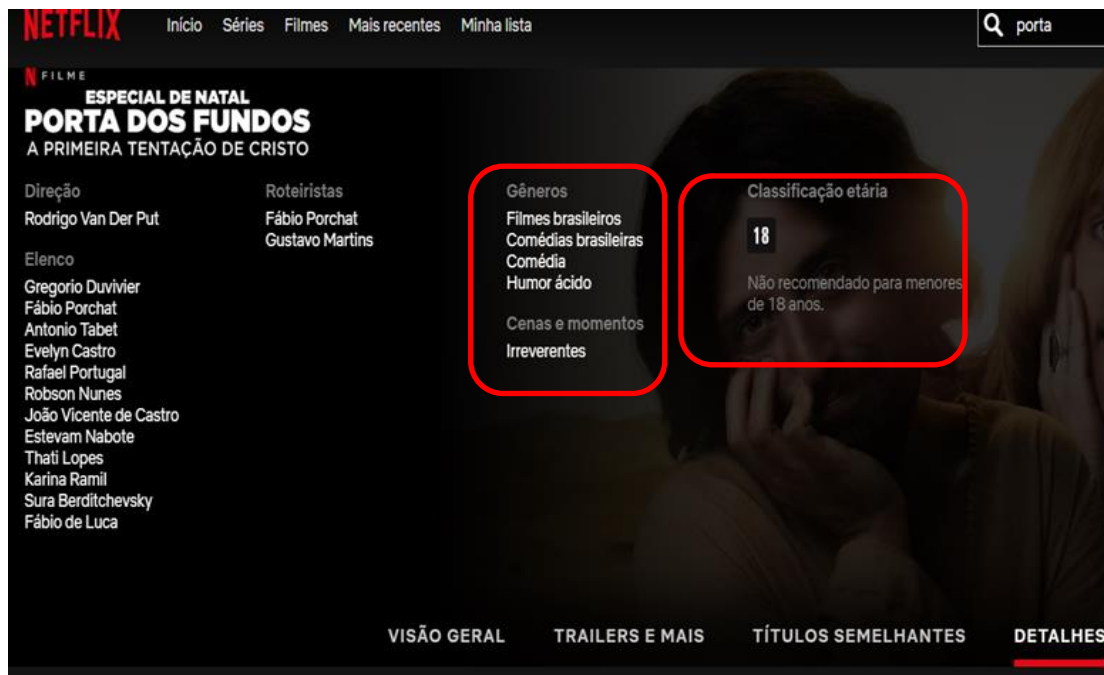 NETFLIX
Início Séries Filmes Mais recentes Minha lista
porta
N FILME
ESPECIAL DE NATAL
PORTA DOS FUNDOS
A PRIMEIRA TENTAÇÃO DE CRISTO
Direção
Rodrigo Van Der Put
Elenco
Gregorio Duvivier
Fábio Porchat
Antonio Tabet
Evelyn Castro
Rafael Portugal
Robson Nunes
João Vicente de Castro
Estevam Nabote
Thati Lopes
Karina Ramil
Sura Berditchevsky
Fábio de Luca
Roteiristas
Fábio Porchat
Gustavo Martins
Gêneros
Filmes brasileiros
Comédias brasileiras
Comédia
Humor ácido
Cenas e momentos
Irreverentes
Classificação etária
18
Não recomendado para menores
de 18 anos.
VISÃO GERAL TRAILERS E MAIS TÍTULOS SEMELHANTES DETALHES